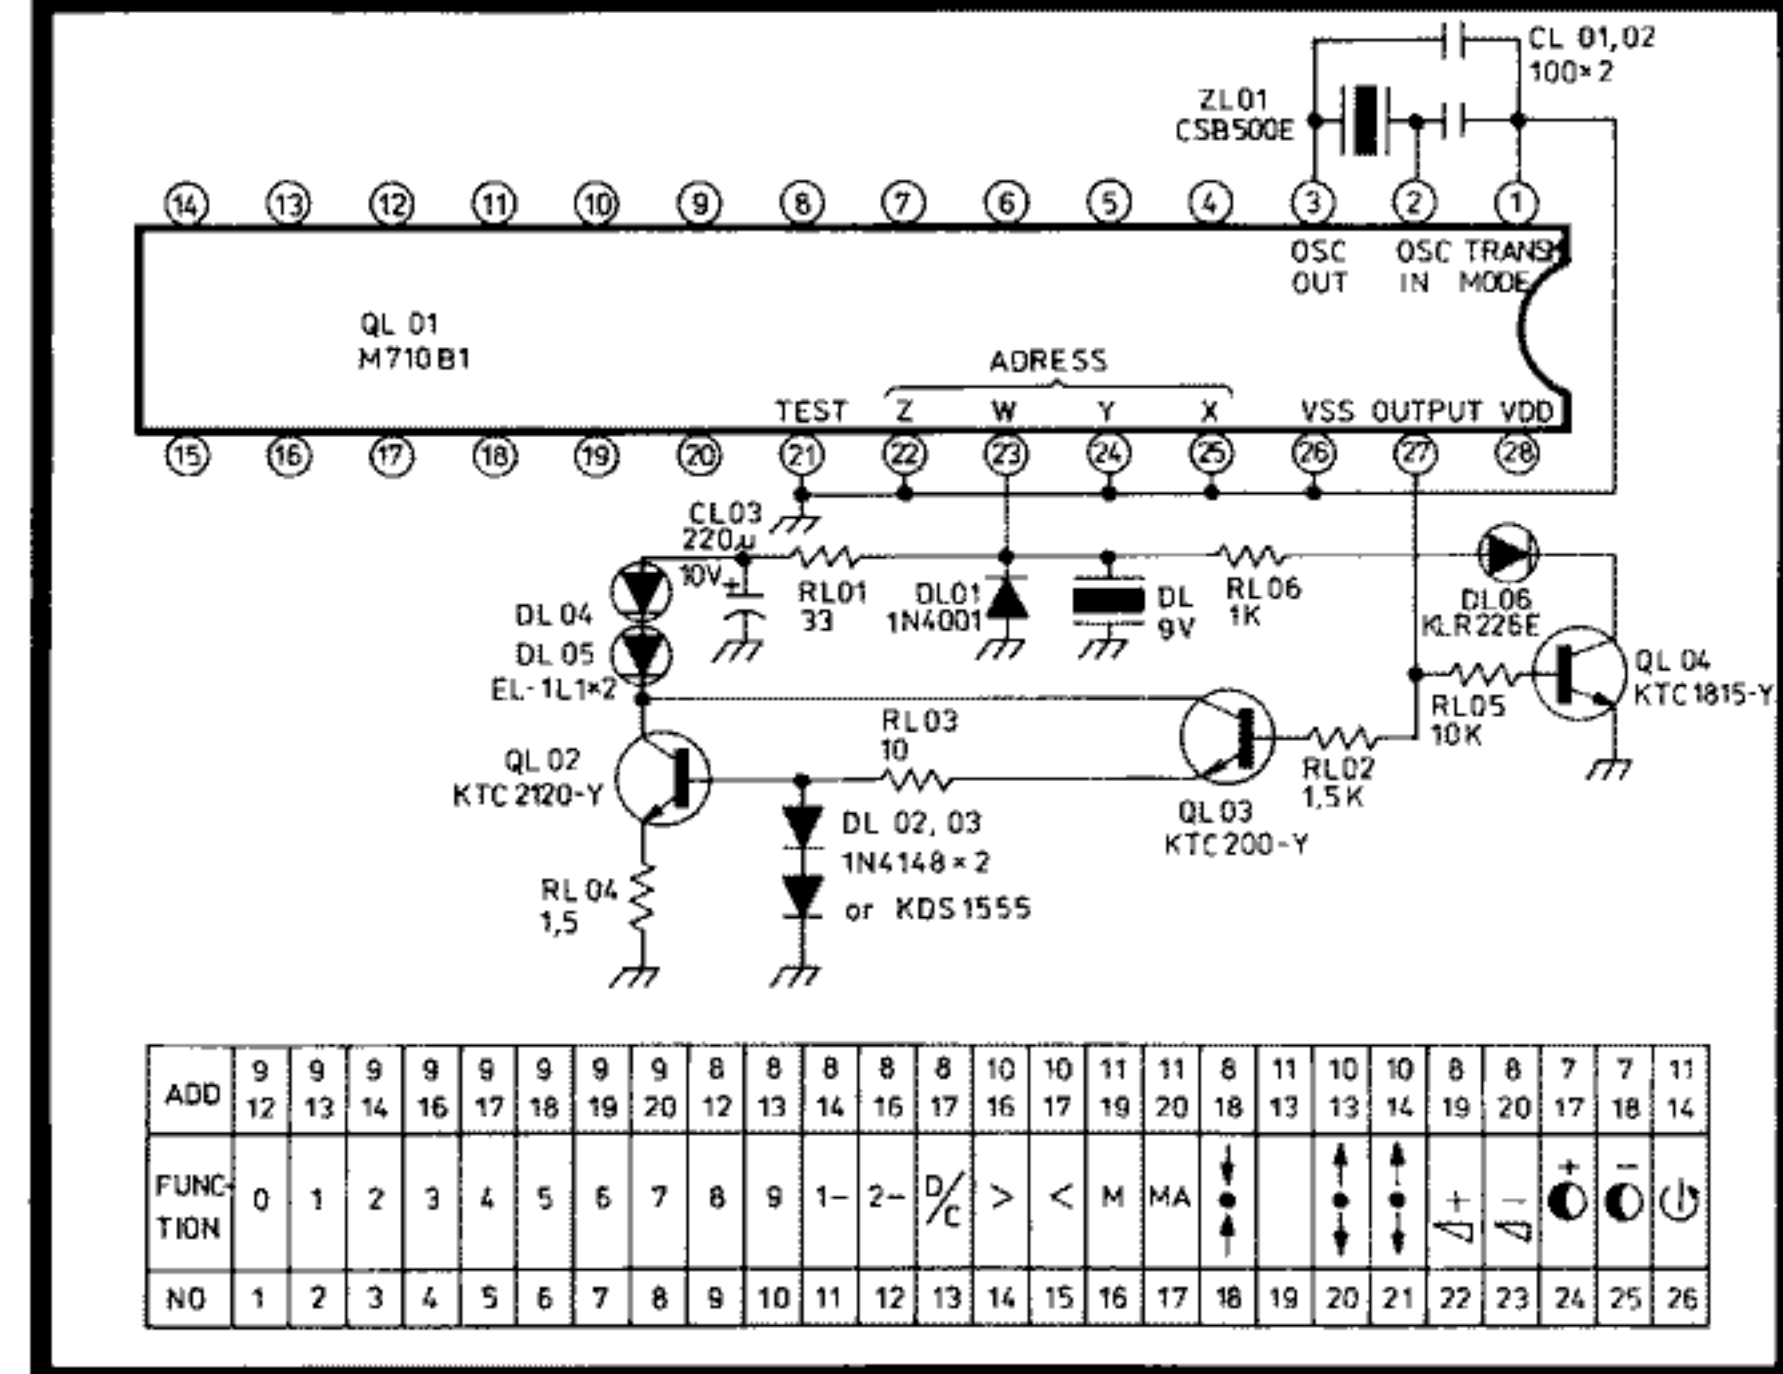 CL 01,02
100×2
ZL01
CSB500E
14 13 12 11 10 9 8 7 6 5 4 3 2 1
OSC OUT
OSC IN
TRANSM MODE
QL 01
M710B1
ADRESS
TEST Z W Y X VSS OUTPUT VDD
15 16 17 18 19 20 21 22 23 24 25 26 27 28
CL03
220μ
10V +
RL01
33
DL01
1N4001
DL
9V
RL06
1K
DL06
KLR226E
DL 04
DL 05
EL-1L1×2
QL 04
KTC1815-Y
RL05
10K
RL03
10
RL02
1,5K
QL 02
KTC2120-Y
QL03
KTC200-Y
DL 02, 03
1N4148×2
or KDS1555
RL04
1,5
ADD 9 9 9 9 9 9 9 9 8 8 8 8 8 10 10 11 11 8 11 10 10 8 8 7 7 11
12 13 14 16 17 18 19 20 12 13 14 16 17 16 17 19 20 18 13 13 14 19 20 17 18 14
FUNC-
TION 0 1 2 3 4 5 6 7 8 9 1- 2- D/C > < M MA + - + -
NO 1 2 3 4 5 6 7 8 9 10 11 12 13 14 15 16 17 18 19 20 21 22 23 24 25 26